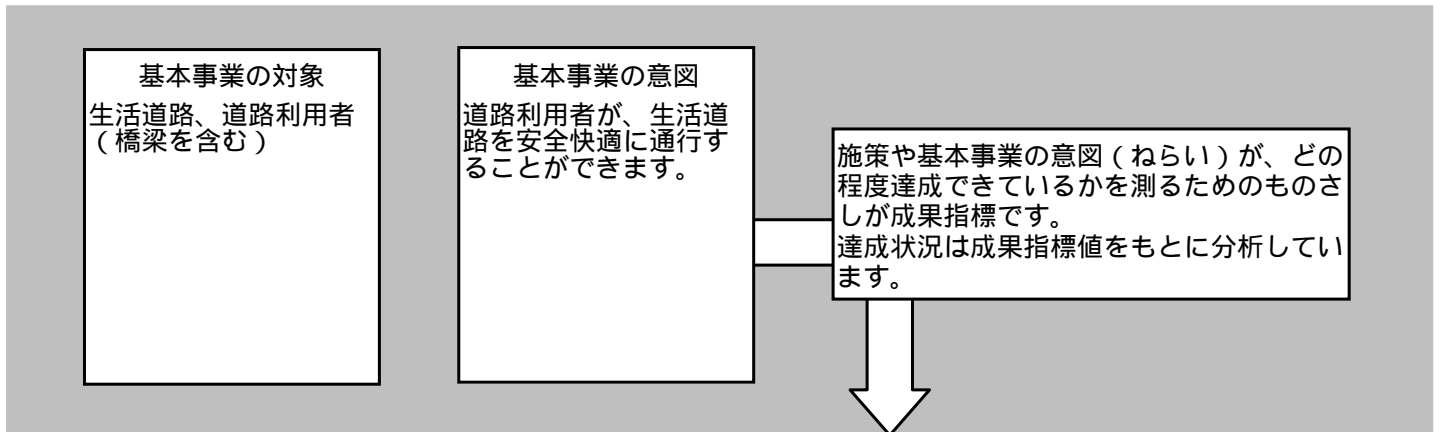 基本事業の対象
生活道路、道路利用者
(橋梁を含む)
基本事業の意図
道路利用者が、生活道
路を安全快適に通行す
ることができます。
施策や基本事業の意図(ねらい)が、どの
程度達成できているかを測るためのものさ
しが成果指標です。
達成状況は成果指標値をもとに分析してい
ます。